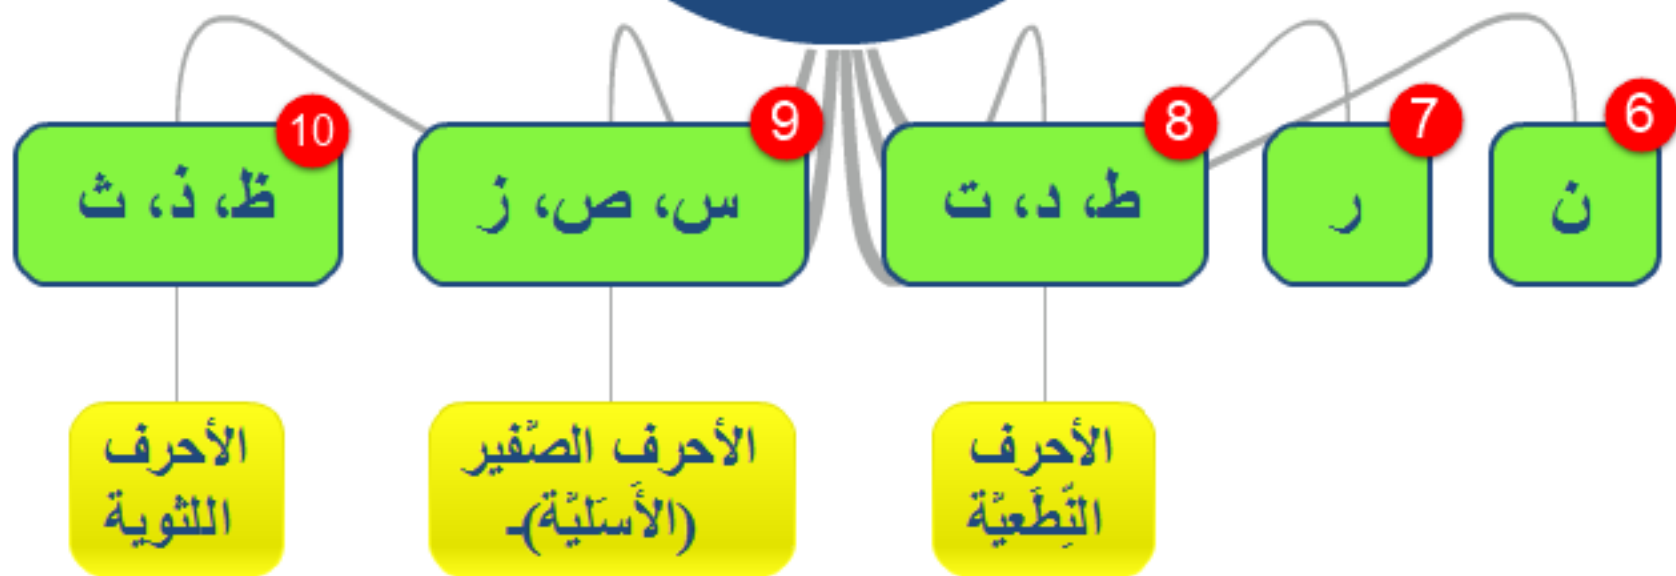 6
ن
7
ر
8
ط، د، ت
9
س، ص، ز
10
ظ، ذ، ث
الأحرف
النِّطَعيّة
الأحرف الصّفير
(الأَسَليّة)ـ
الأحرف
اللثوية